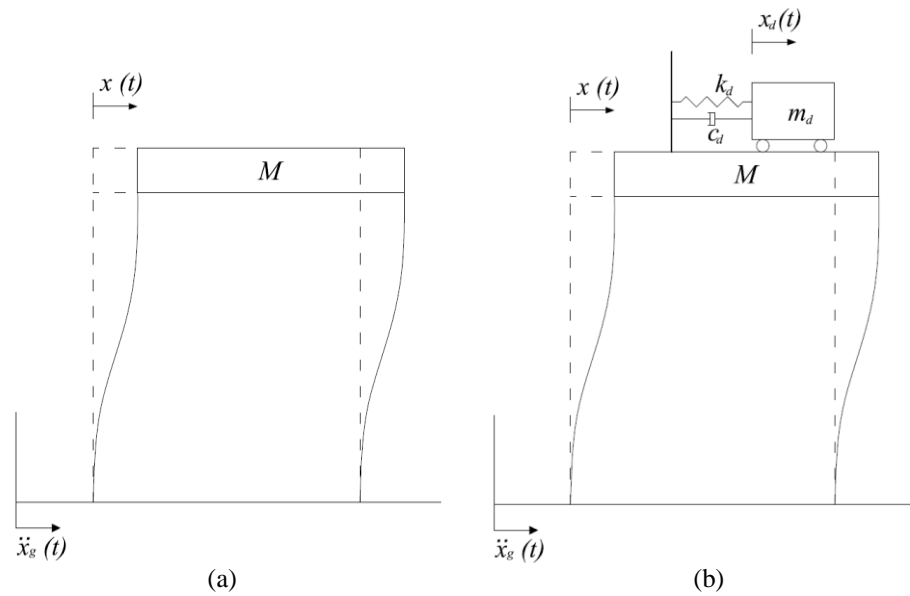 x (t)
M
ẍg (t)
(a)
xd(t)
x (t)
kd
cd
md
M
ẍg (t)
(b)